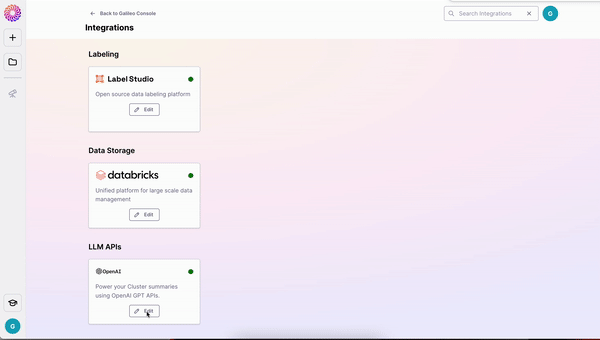 Back to Galileo Console
Integrations
Search Integrations
G
Labeling
Label Studio
Open source data labeling platform
Edit
Data Storage
databricks
Unified platform for large scale data
management
Edit
LLM APIs
OpenAI
Power your Cluster summaries
using OpenAI GPT APIs.
Edit
G